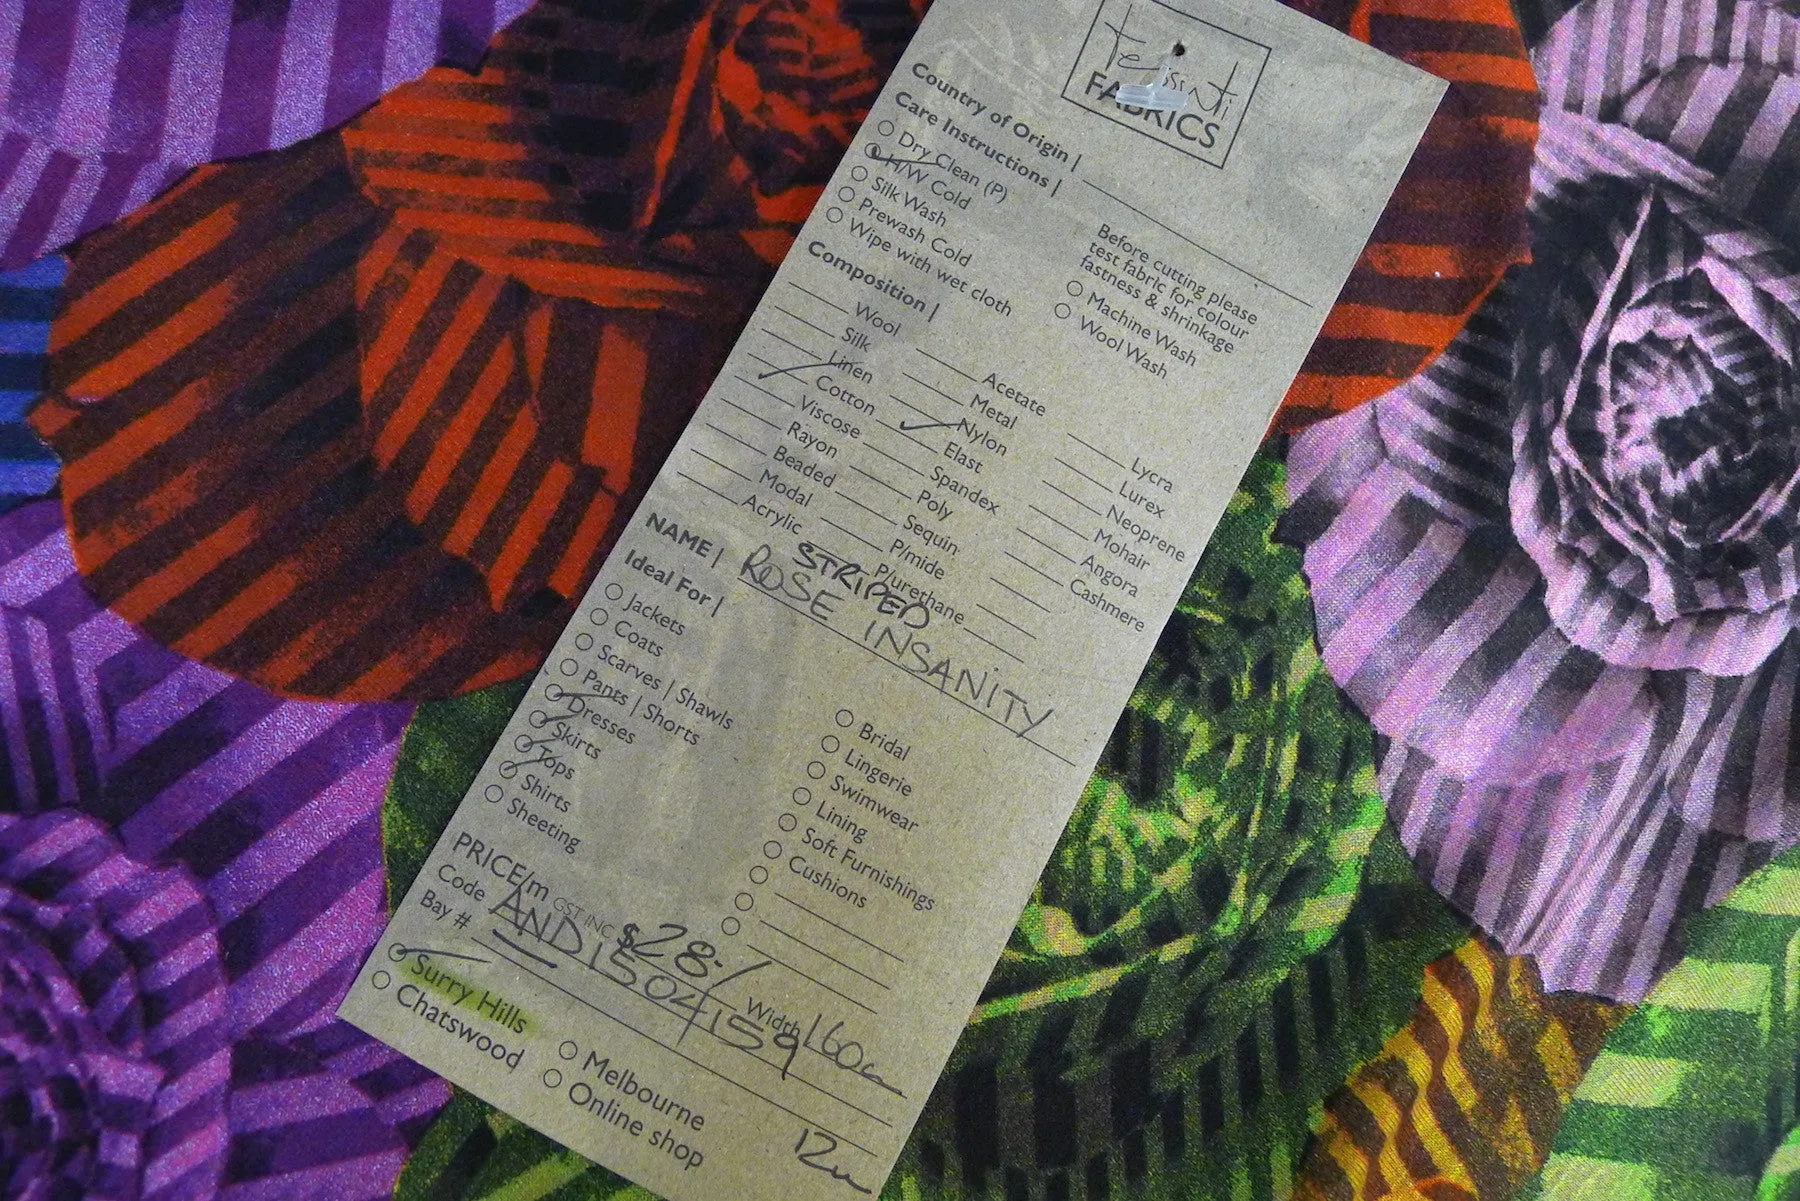 Tessuti
FABRICS
Country of Origin |
Care Instructions |
Dry Clean (P)
H/W Cold
Silk Wash
Prewash Cold
Wipe with wet cloth
Before cutting please
test fabric for colour
fastness & shrinkage
Machine Wash
Wool Wash
Composition |
Wool
Silk
Linen
Cotton
Viscose
Rayon
Beaded
Modal
Acrylic
Acetate
Metal
Nylon
Elast
Spandex
Poly
Sequin
P/mide
P/urethane
Lycra
Lurex
Neoprene
Mohair
Angora
Cashmere
NAME | STRIPED
ROSE INSANITY
Ideal For |
Jackets
Coats
Scarves | Shawls
Pants | Shorts
Dresses
Skirts
Tops
Shirts
Sheeting
Bridal
Lingerie
Swimwear
Lining
Soft Furnishings
Cushions
PRICE/m GST INC $28-/ Width 160c
Code AND1504159
Bay #
Surry Hills
Chatswood
Melbourne
Online shop
12m